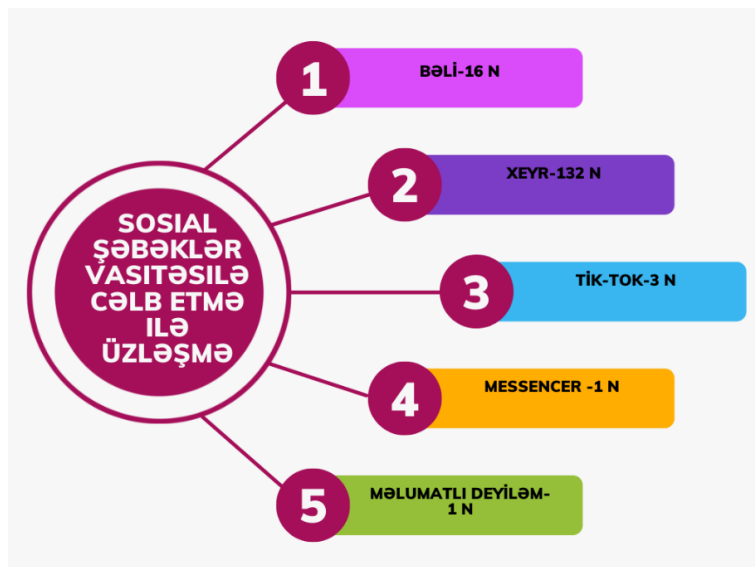 SOSIAL
ŞƏBƏKLƏR
VASITƏSILƏ
CƏLB ETMƏ
ILƏ
ÜZLƏŞMƏ
1
BƏLİ-16 N
2
XEYR-132 N
3
TİK-TOK-3 N
4
MESSENCER -1 N
5
MƏLUMATLI DEYİLƏM-
1 N